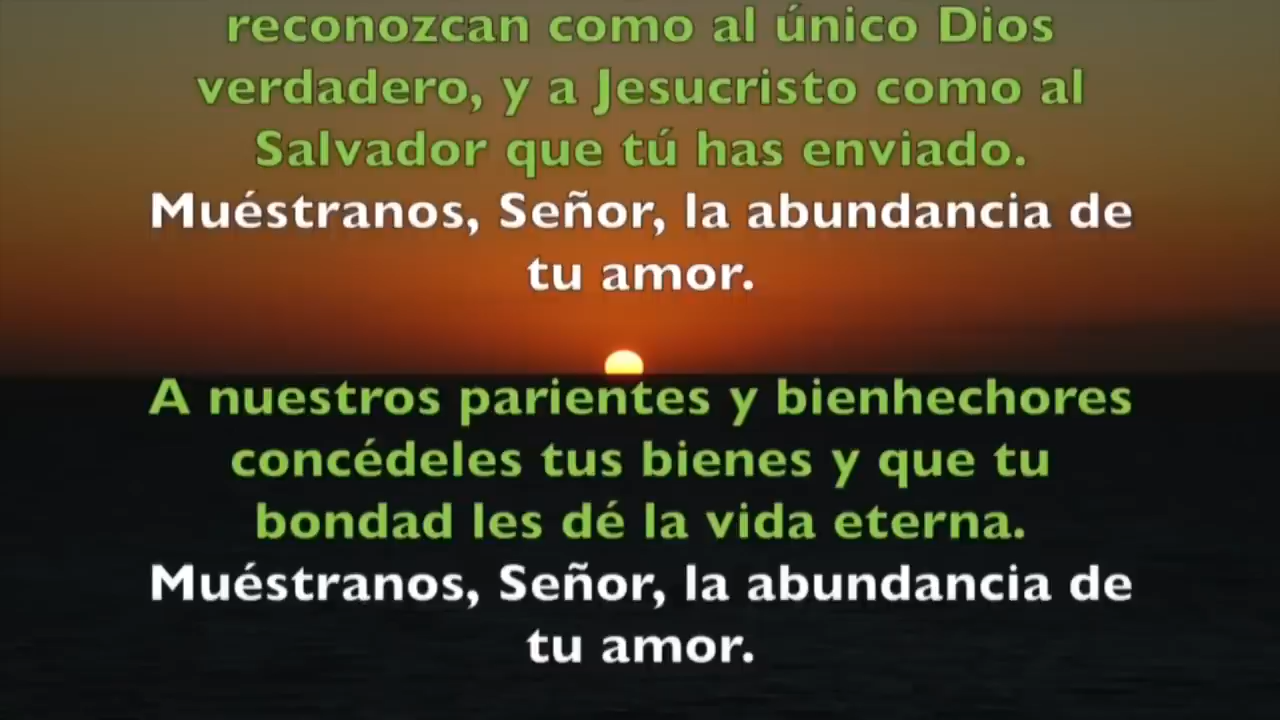 reconozcan como al único Dios
verdadero, y a Jesucristo como al
Salvador que tú has enviado.
Muéstranos, Señor, la abundancia de
tu amor.
A nuestros parientes y bienhechores
concédeles tus bienes y que tu
bondad les dé la vida eterna.
Muéstranos, Señor, la abundancia de
tu amor.